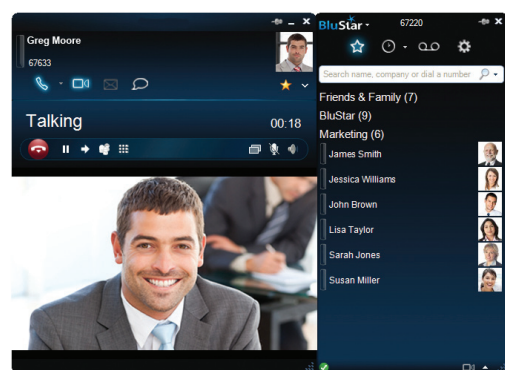 Greg Moore
67633
Talking
00:18
BluStar
67220
Search name, company or dial a number
Friends & Family (7)
BluStar (9)
Marketing (6)
James Smith
Jessica Williams
John Brown
Lisa Taylor
Sarah Jones
Susan Miller